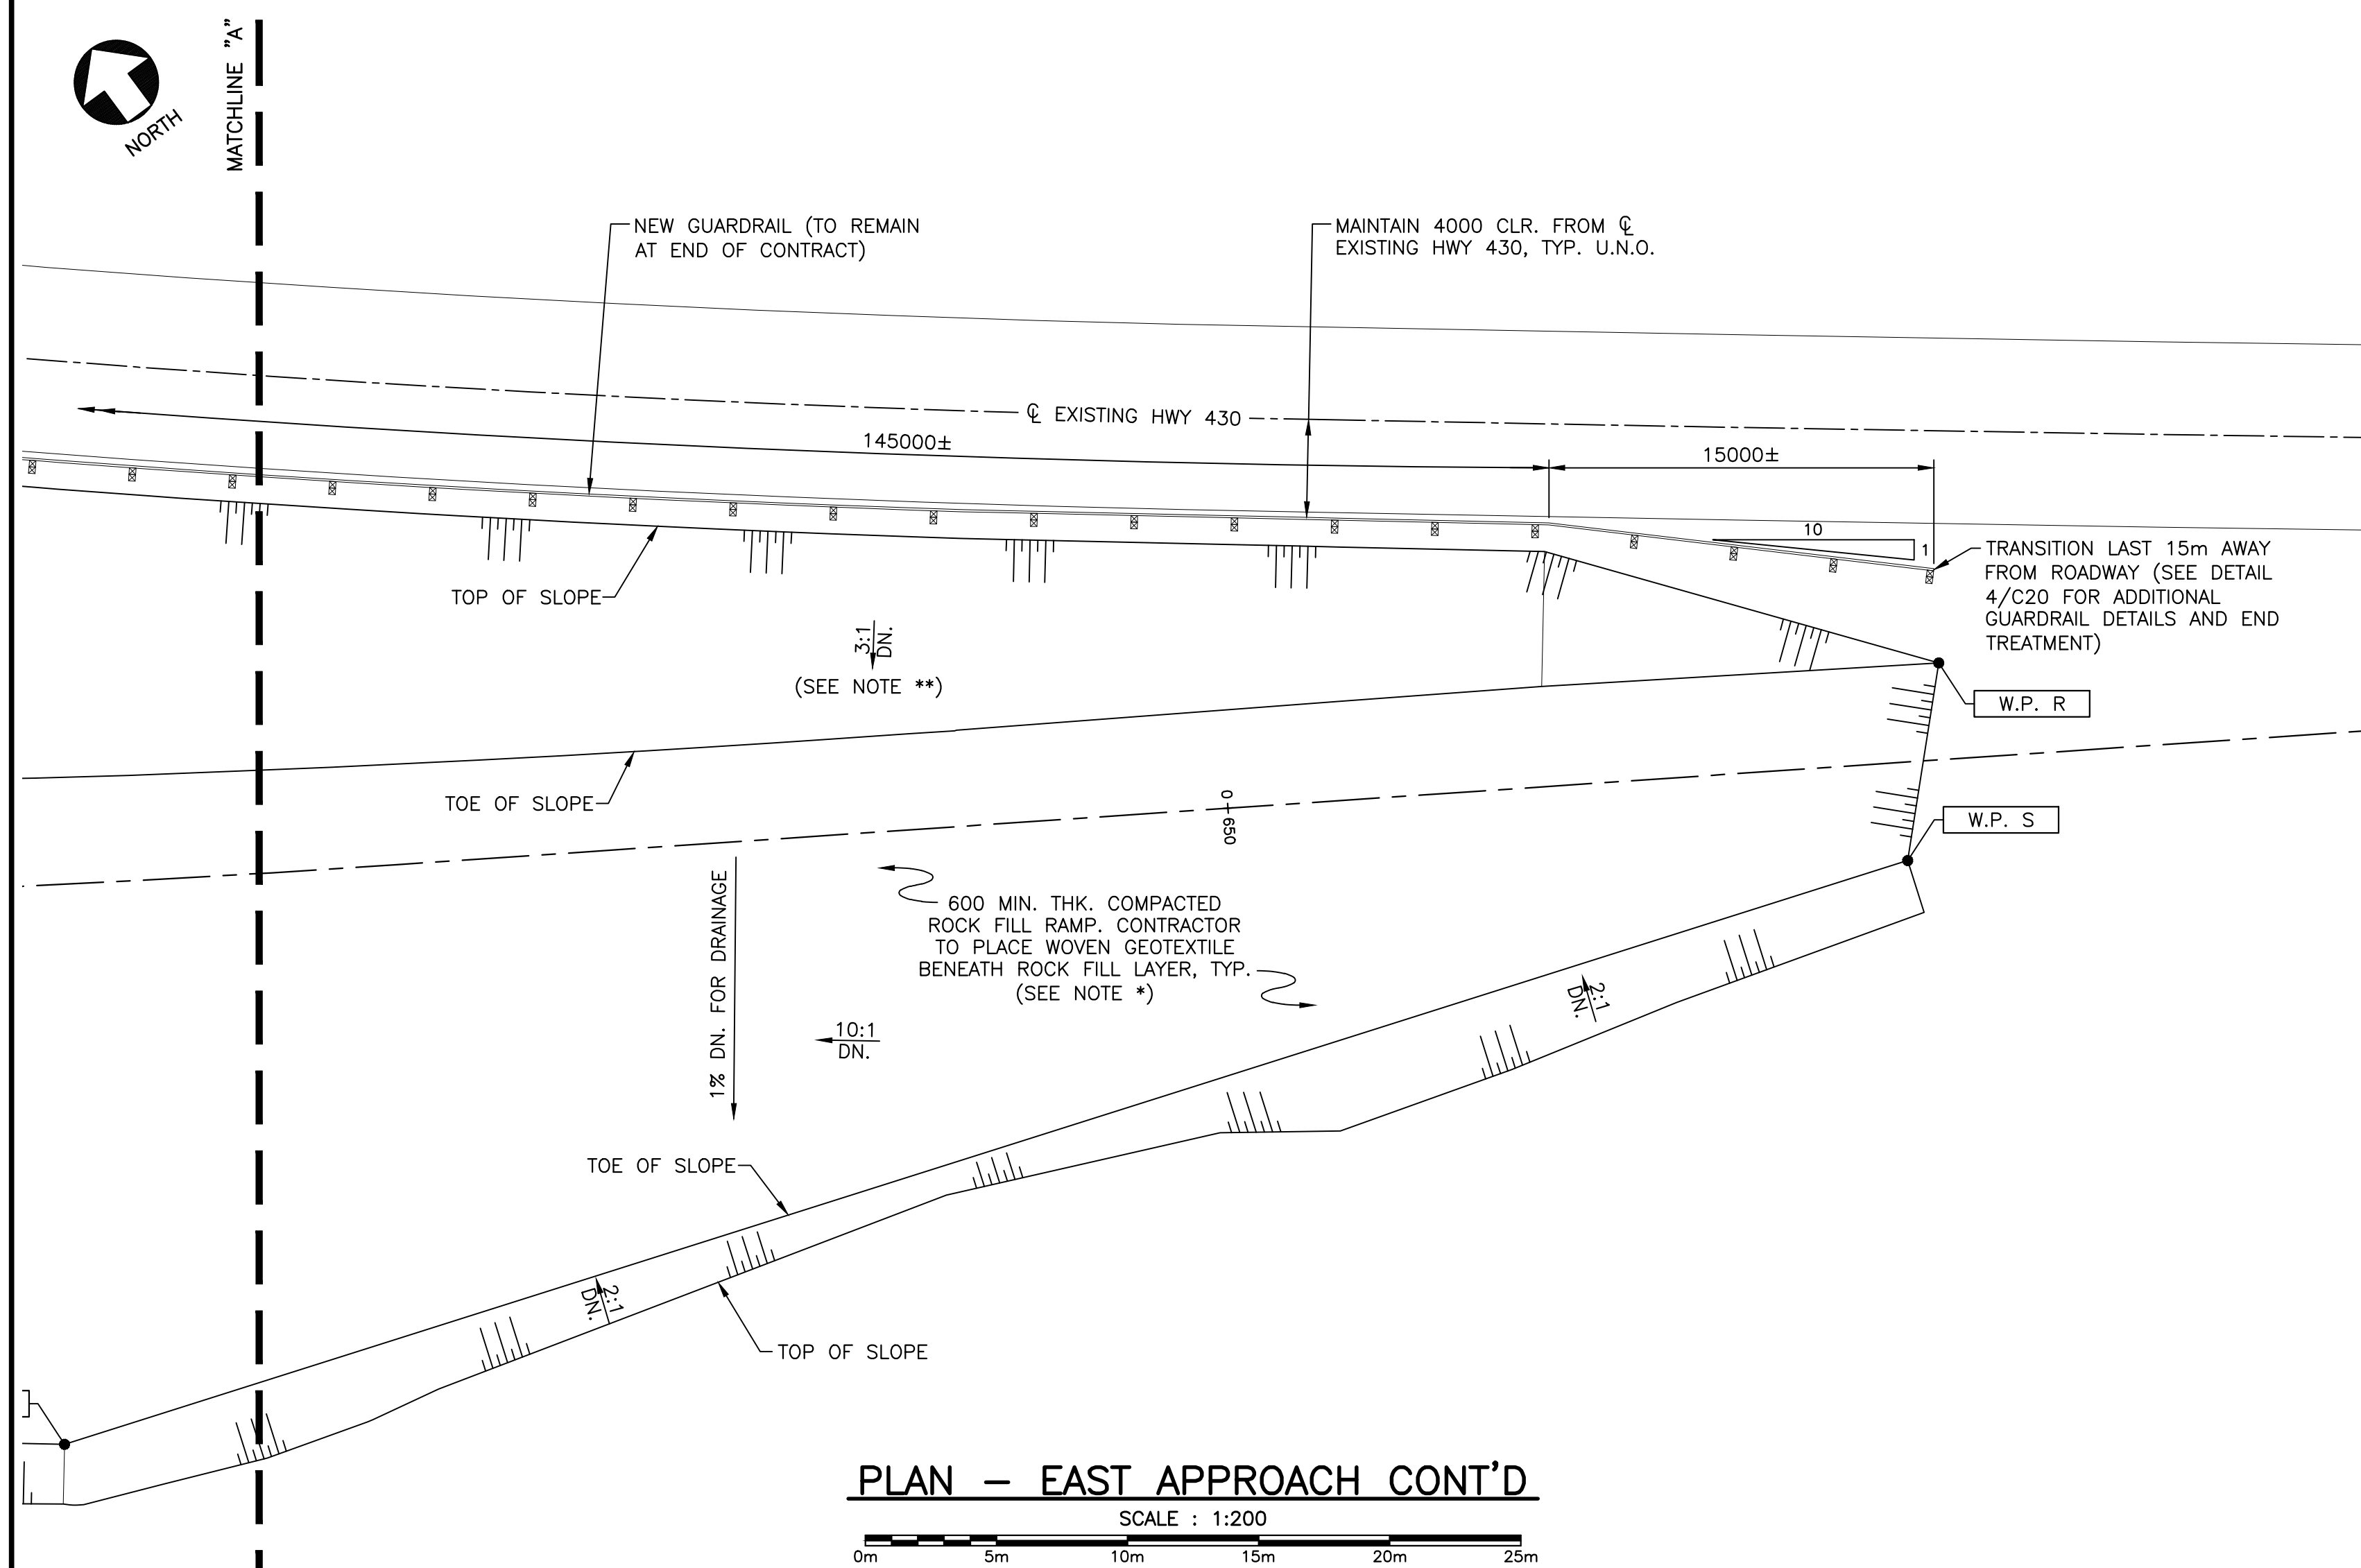 MATCHLINE "A"
NORTH
NEW GUARDRAIL (TO REMAIN
AT END OF CONTRACT)
MAINTAIN 4000 CLR. FROM ℄
EXISTING HWY 430, TYP. U.N.O.
℄ EXISTING HWY 430
145000±
15000±
10
1
TRANSITION LAST 15m AWAY
FROM ROADWAY (SEE DETAIL
4/C20 FOR ADDITIONAL
GUARDRAIL DETAILS AND END
TREATMENT)
TOP OF SLOPE
3:1
DN.
(SEE NOTE **)
W.P. R
TOE OF SLOPE
0-650
W.P. S
1% DN. FOR DRAINAGE
600 MIN. THK. COMPACTED
ROCK FILL RAMP. CONTRACTOR
TO PLACE WOVEN GEOTEXTILE
BENEATH ROCK FILL LAYER, TYP.
(SEE NOTE *)
2:1
DN.
10:1
DN.
TOE OF SLOPE
2:1
DN.
TOP OF SLOPE
PLAN - EAST APPROACH CONT'D
SCALE : 1:200
0m 5m 10m 15m 20m 25m